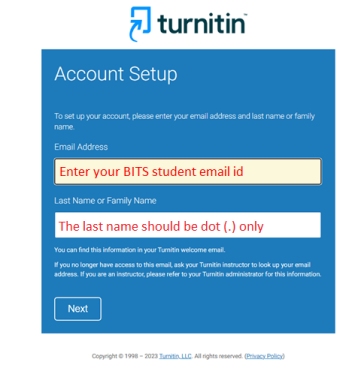 turnitin
Account Setup
To set up your account, please enter your email address and last name or family
name.
Email Address
Enter your BITS student email id
Last Name or Family Name
The last name should be dot (.) only
You can find this information in your Turnitin welcome email.
If you no longer have access to this email, ask your Turnitin instructor to look up your email
address. If you are an instructor, please refer to your Turnitin administrator for this information.
Next
Copyright © 1998 – 2023 Turnitin, LLC. All rights reserved. (Privacy Policy)